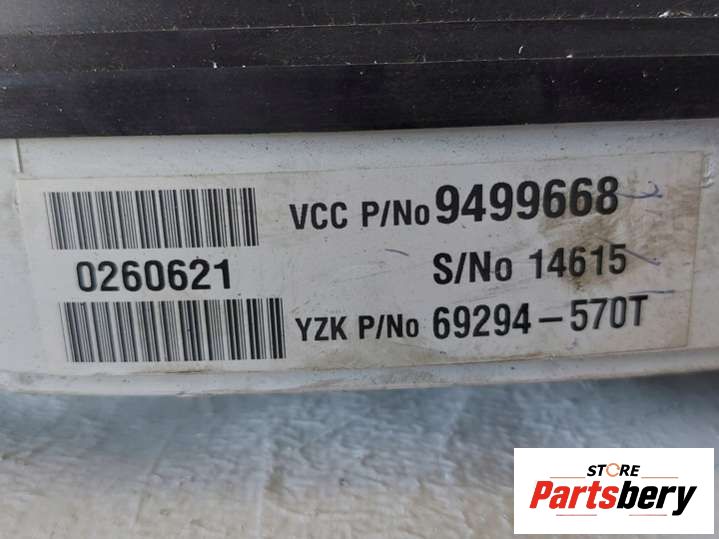 VCC P/No 9499668
0260621
S/No 14615
YZK P/No 69294-570T
STORE
Partsbery